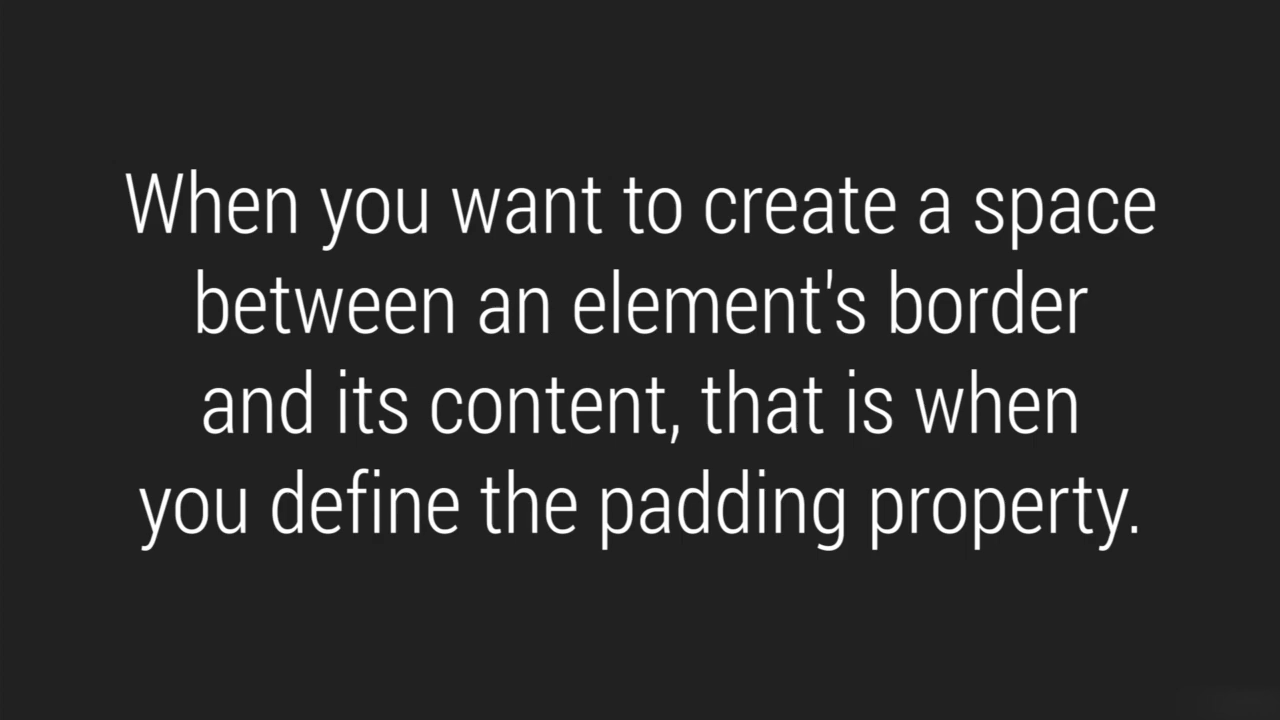 When you want to create a space
between an element's border
and its content, that is when
you define the padding property.